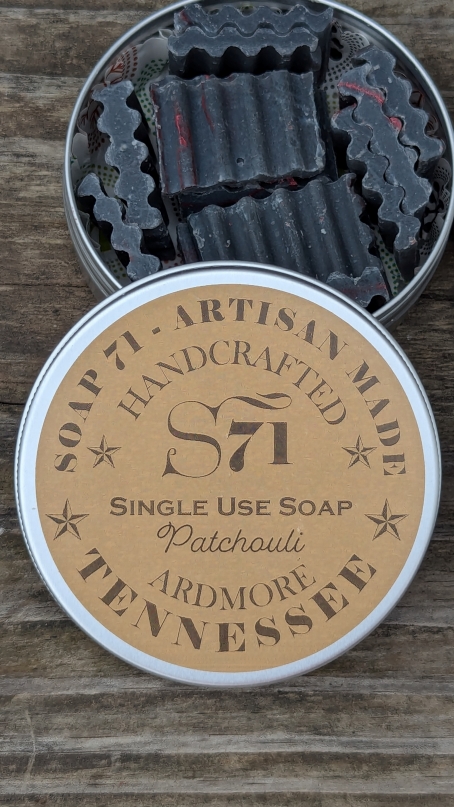 SOAP 71 - ARTISAN MADE
HANDCRAFTED
S71
SINGLE USE SOAP
Patchouli
ARDMORE
TENNESSEE